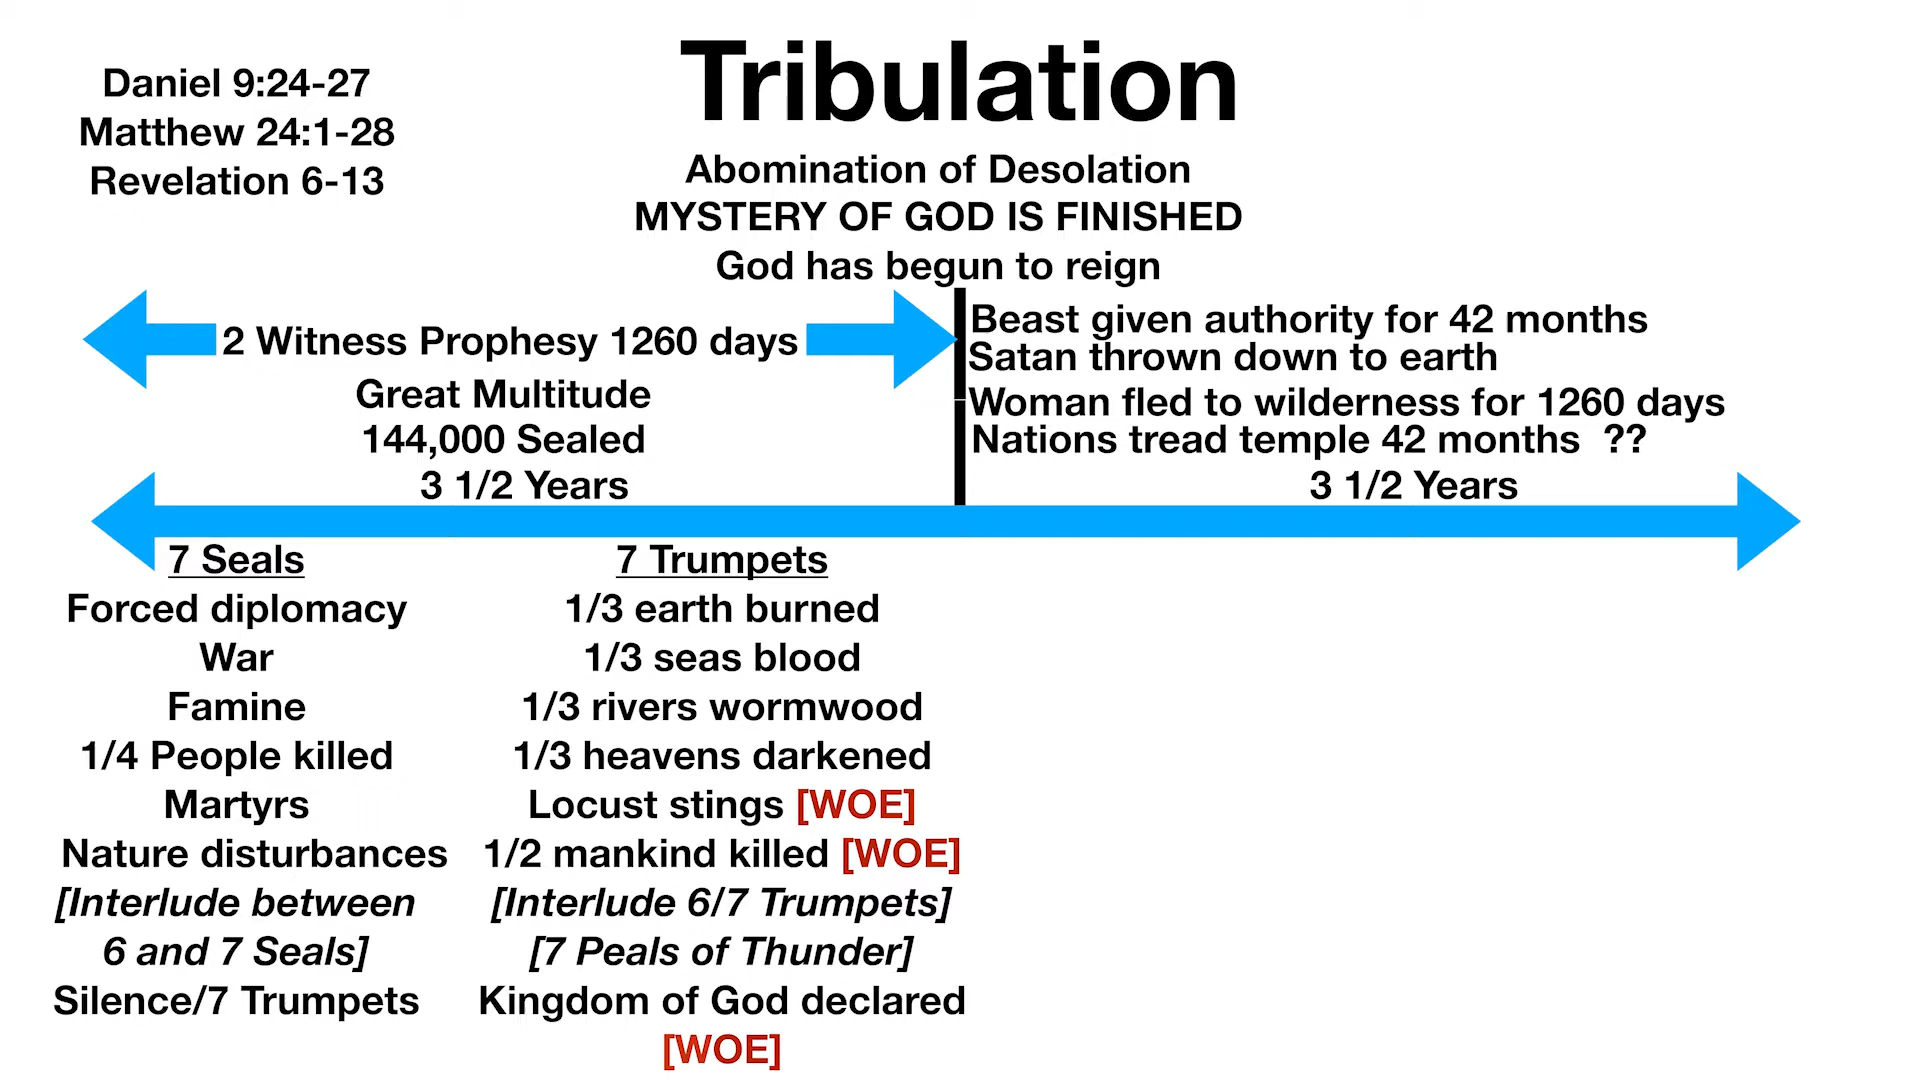 Daniel 9:24-27
Matthew 24:1-28
Revelation 6-13
Tribulation
Abomination of Desolation
MYSTERY OF GOD IS FINISHED
God has begun to reign
2 Witness Prophesy 1260 days
Great Multitude
144,000 Sealed
3 1/2 Years
Beast given authority for 42 months
Satan thrown down to earth
Woman fled to wilderness for 1260 days
Nations tread temple 42 months ??
3 1/2 Years
7 Seals
Forced diplomacy
War
Famine
1/4 People killed
Martyrs
Nature disturbances
[Interlude between
6 and 7 Seals]
Silence/7 Trumpets
7 Trumpets
1/3 earth burned
1/3 seas blood
1/3 rivers wormwood
1/3 heavens darkened
Locust stings [WOE]
1/2 mankind killed [WOE]
[Interlude 6/7 Trumpets]
[7 Peals of Thunder]
Kingdom of God declared
[WOE]